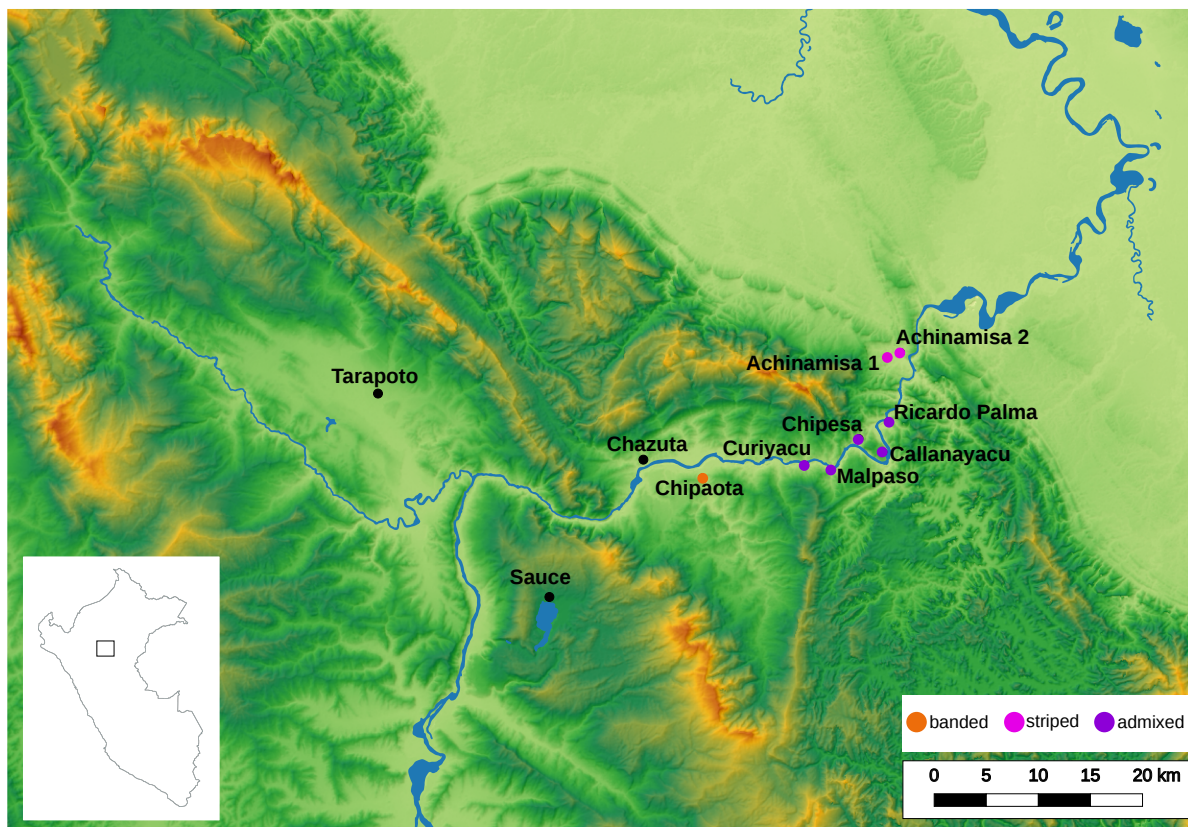 Achinamisa 2
Achinamisa 1
Tarapoto
Ricardo Palma
Chipesa
Chazuta
Curiyacu
Callanayacu
Malpaso
Chipaota
Sauce
banded striped admixed
0 5 10 15 20 km